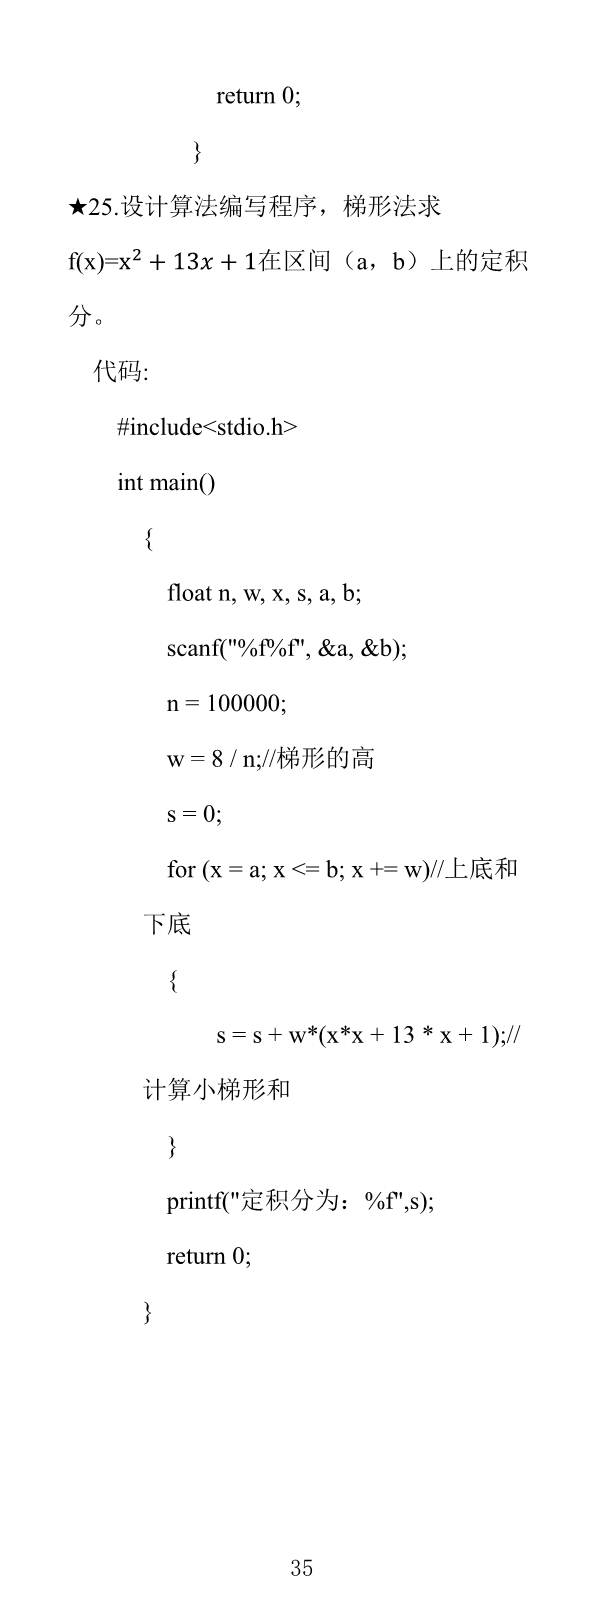 return 0;
}
★25.设计算法编写程序，梯形法求
f(x)=x² + 13x + 1在区间（a，b）上的定积
分。
代码:
#include<stdio.h>
int main()
{
float n, w, x, s, a, b;
scanf("%f%f", &a, &b);
n = 100000;
w = 8 / n;//梯形的高
s = 0;
for (x = a; x <= b; x += w)//上底和
下底
{
s = s + w*(x*x + 13 * x + 1);//
计算小梯形和
}
printf("定积分为：%f",s);
return 0;
}
35